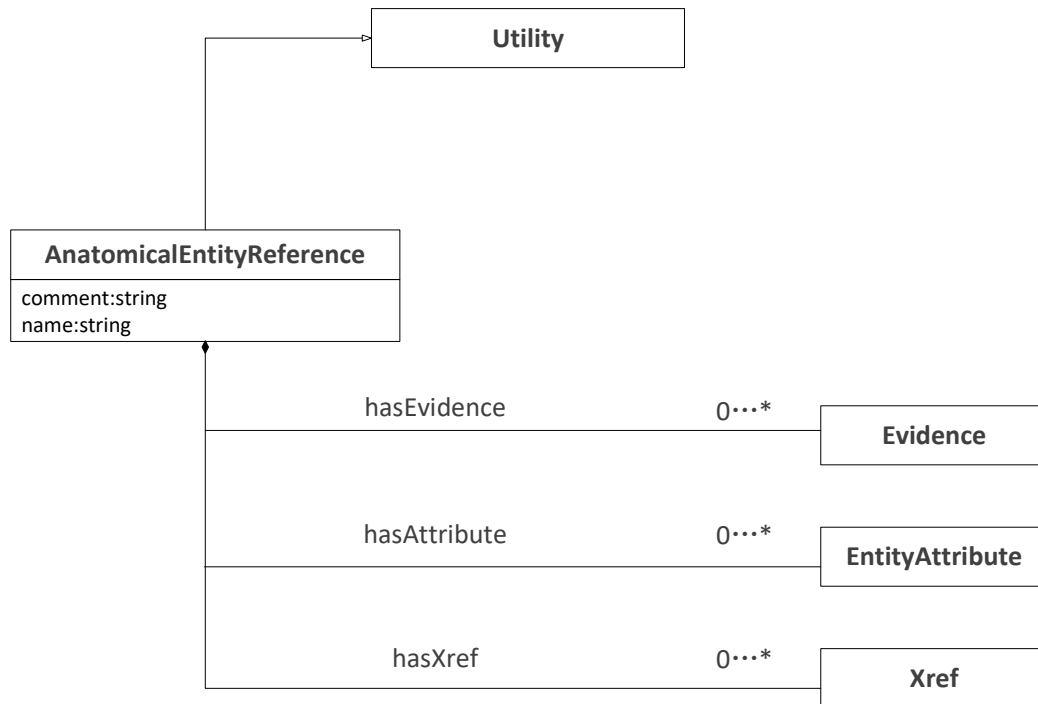 Utility
AnatomicalEntityReference
comment:string
name:string
hasEvidence 0···*
Evidence
hasAttribute 0···*
EntityAttribute
hasXref 0···*
Xref